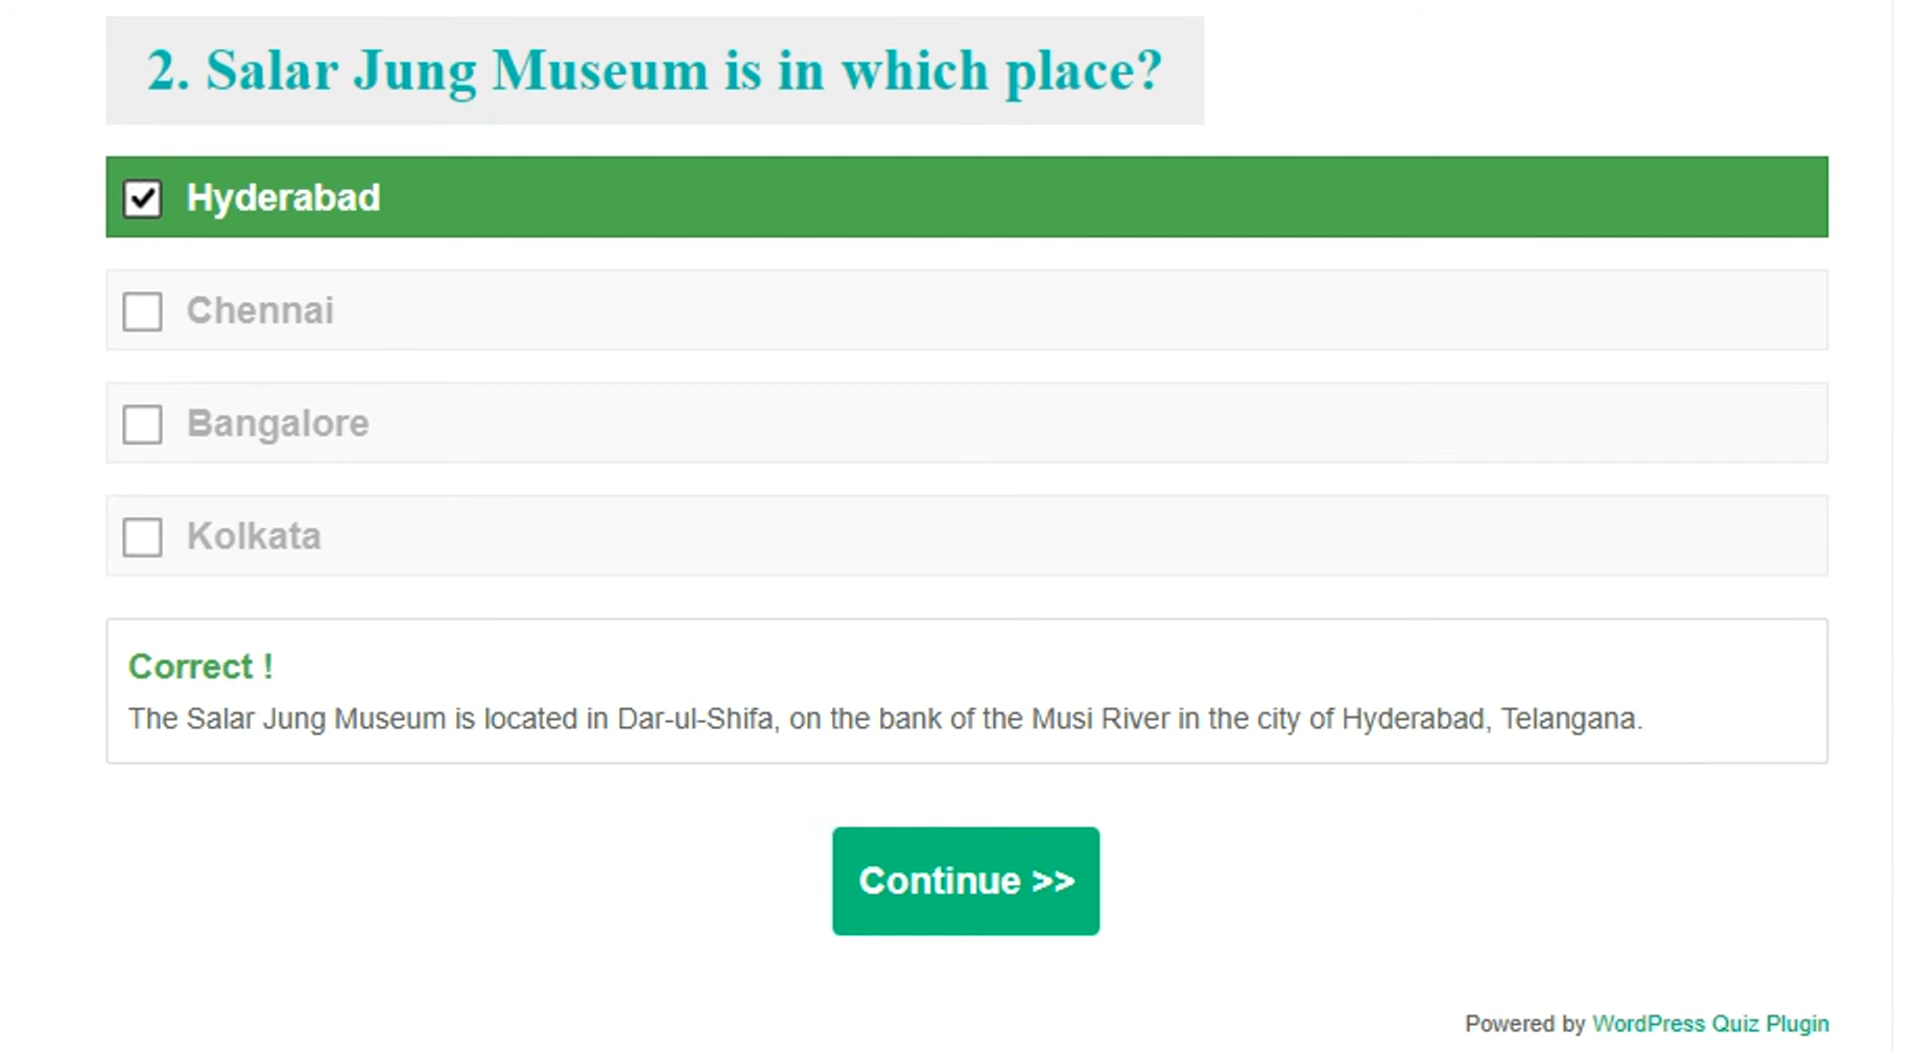 2. Salar Jung Museum is in which place?
Hyderabad
Chennai
Bangalore
Kolkata
Correct !
The Salar Jung Museum is located in Dar-ul-Shifa, on the bank of the Musi River in the city of Hyderabad, Telangana.
Continue >>
Powered by WordPress Quiz Plugin